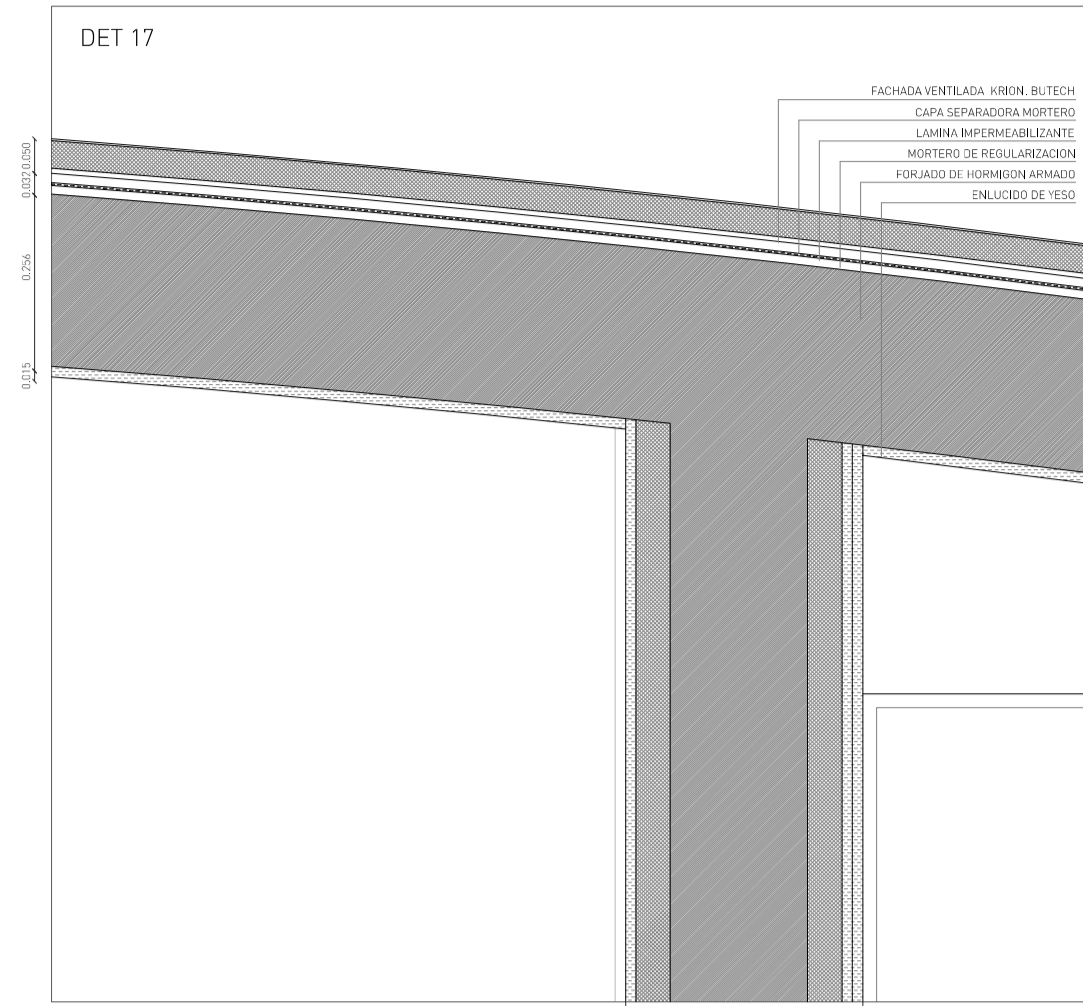 DET 17
FACHADA VENTILADA KRION. BUTECH
CAPA SEPARADORA MORTERO
LAMINA IMPERMEABILIZANTE
MORTERO DE REGULARIZACION
FORJADO DE HORMIGON ARMADO
ENLUCIDO DE YESO
0.050
0.032
0.256
0.015